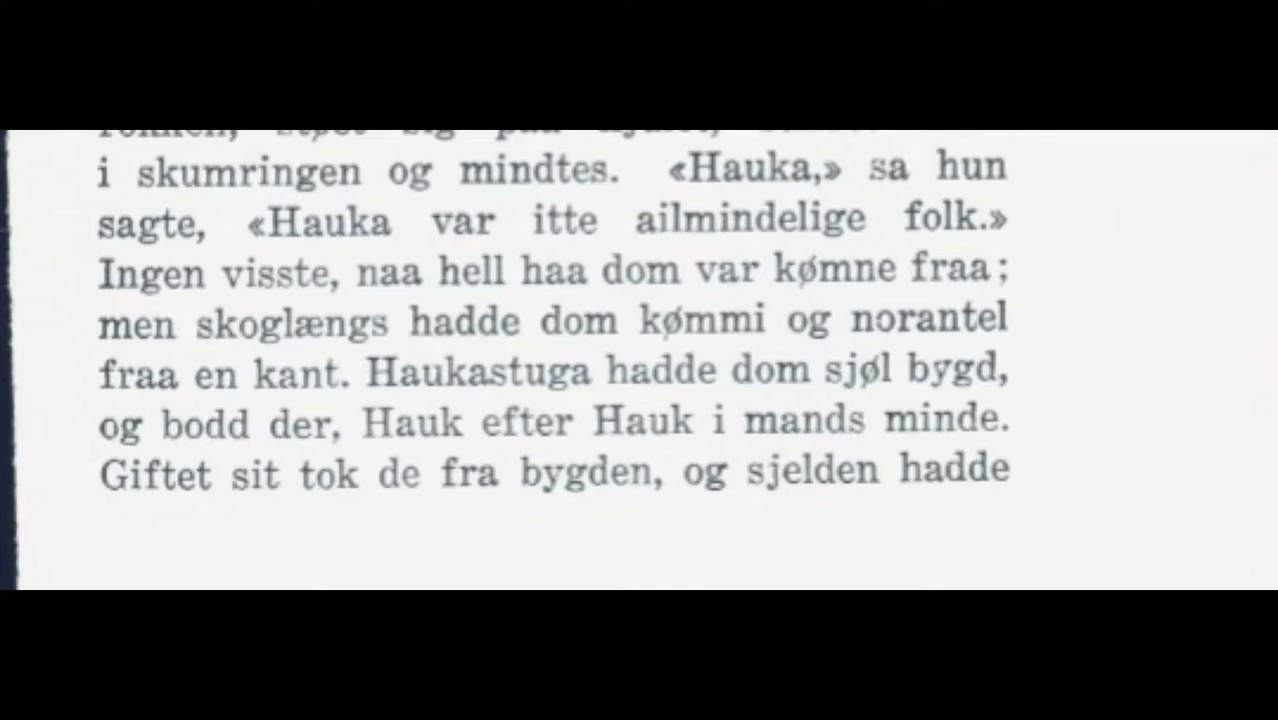 i skumringen og mindtes. «Hauka,» sa hun
sagte, «Hauka var itte ailmindelige folk.»
Ingen visste, naa hell haa dom var kømne fraa;
men skoglængs hadde dom kømmi og norantel
fraa en kant. Haukastuga hadde dom sjøl bygd,
og bodd der, Hauk efter Hauk i mands minde.
Giftet sit tok de fra bygden, og sjelden hadde